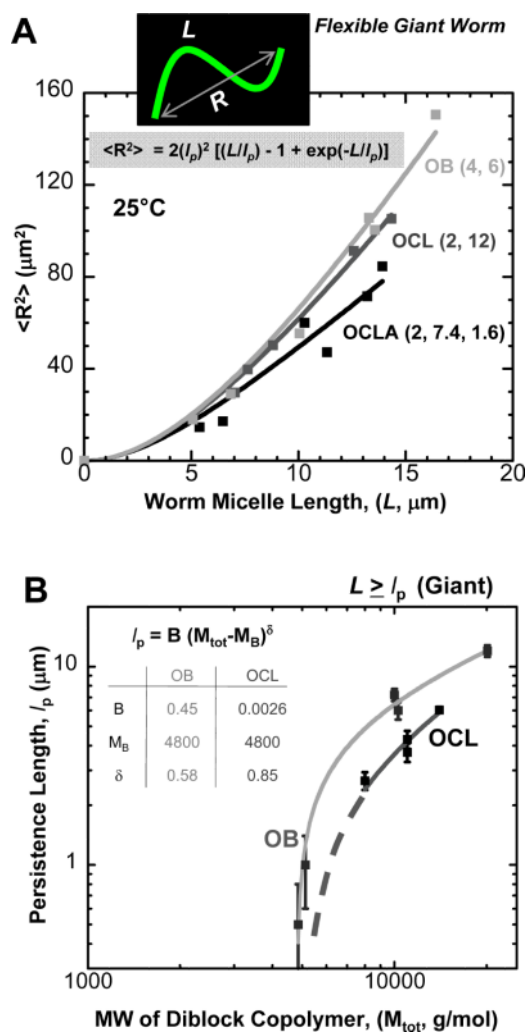 A
Flexible Giant Worm
L
R
<R²> = 2(lp)² [(L/lp) - 1 + exp(-L/lp)]
25°C
OB (4, 6)
OCL (2, 12)
OCLA (2, 7.4, 1.6)
160
120
80
40
0
<R²> (μm²)
0 5 10 15 20
Worm Micelle Length, (L, μm)
B
L ≥ lp (Giant)
lp = B (Mtot-MB)δ
OB OCL
B 0.45 0.0026
MB 4800 4800
δ 0.58 0.85
OCL
OB
10
1
Persistence Length, lp (μm)
1000 10000
MW of Diblock Copolymer, (Mtot, g/mol)